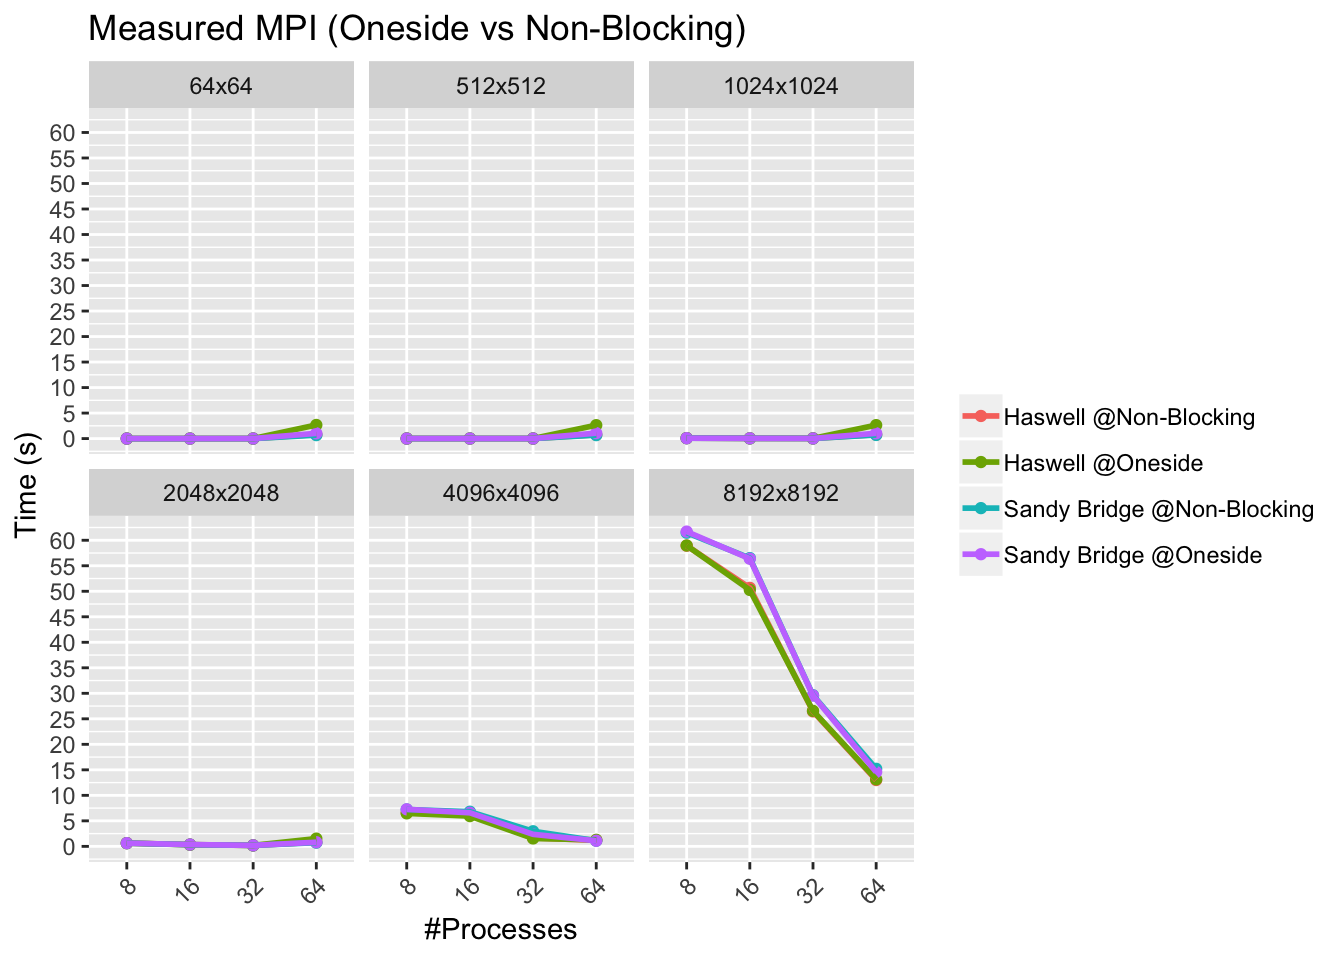 Measured MPI (Oneside vs Non-Blocking)
64x64 512x512 1024x1024
60
55
50
45
40
35
30
25
20
15
10
5
0
Time (s)
2048x2048 4096x4096 8192x8192
60
55
50
45
40
35
30
25
20
15
10
5
0
8 16 32 64 8 16 32 64 8 16 32 64
#Processes
Haswell @Non-Blocking
Haswell @Oneside
Sandy Bridge @Non-Blocking
Sandy Bridge @Oneside